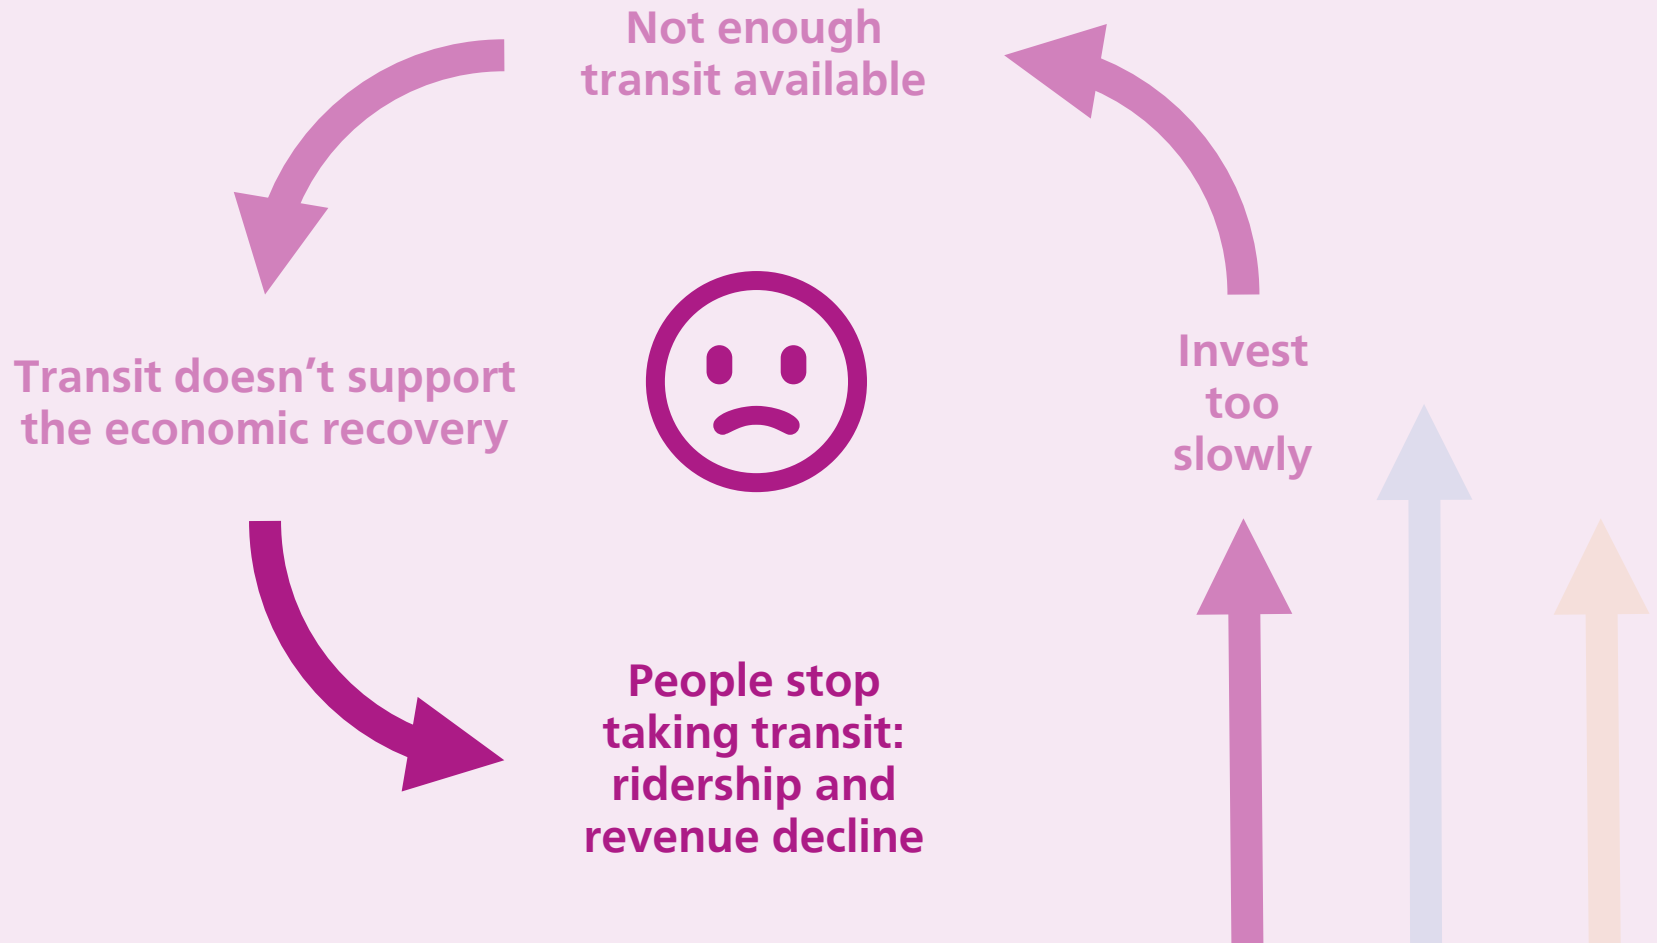 Not enough
transit available
Transit doesn’t support
the economic recovery
Invest
too
slowly
People stop
taking transit:
ridership and
revenue decline